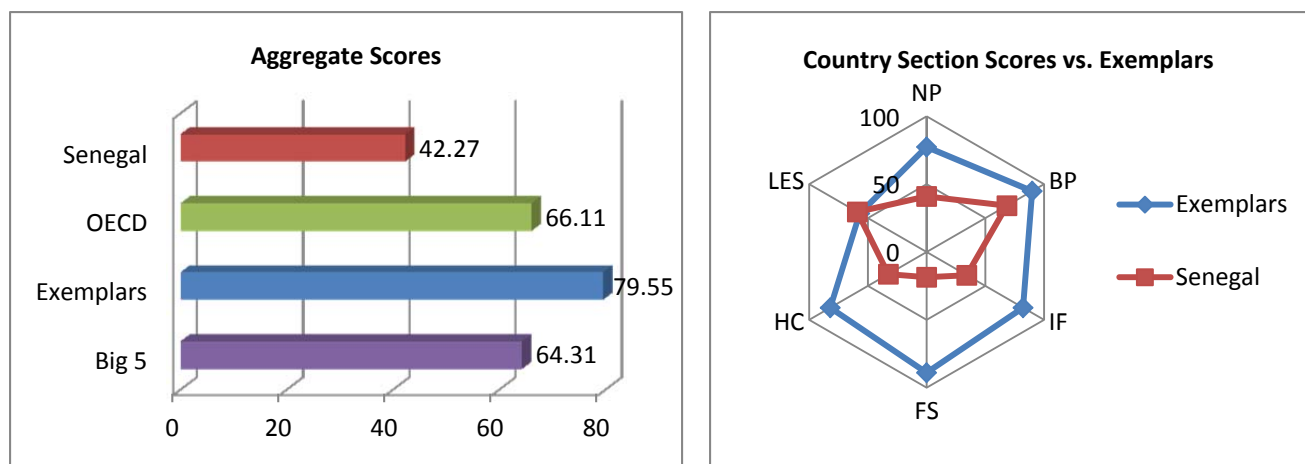 Aggregate Scores
Senegal
42.27
OECD
66.11
Exemplars
79.55
Big 5
64.31
0 20 40 60 80
Country Section Scores vs. Exemplars
NP
100
LES
50
BP
0
HC
IF
FS
Exemplars
Senegal